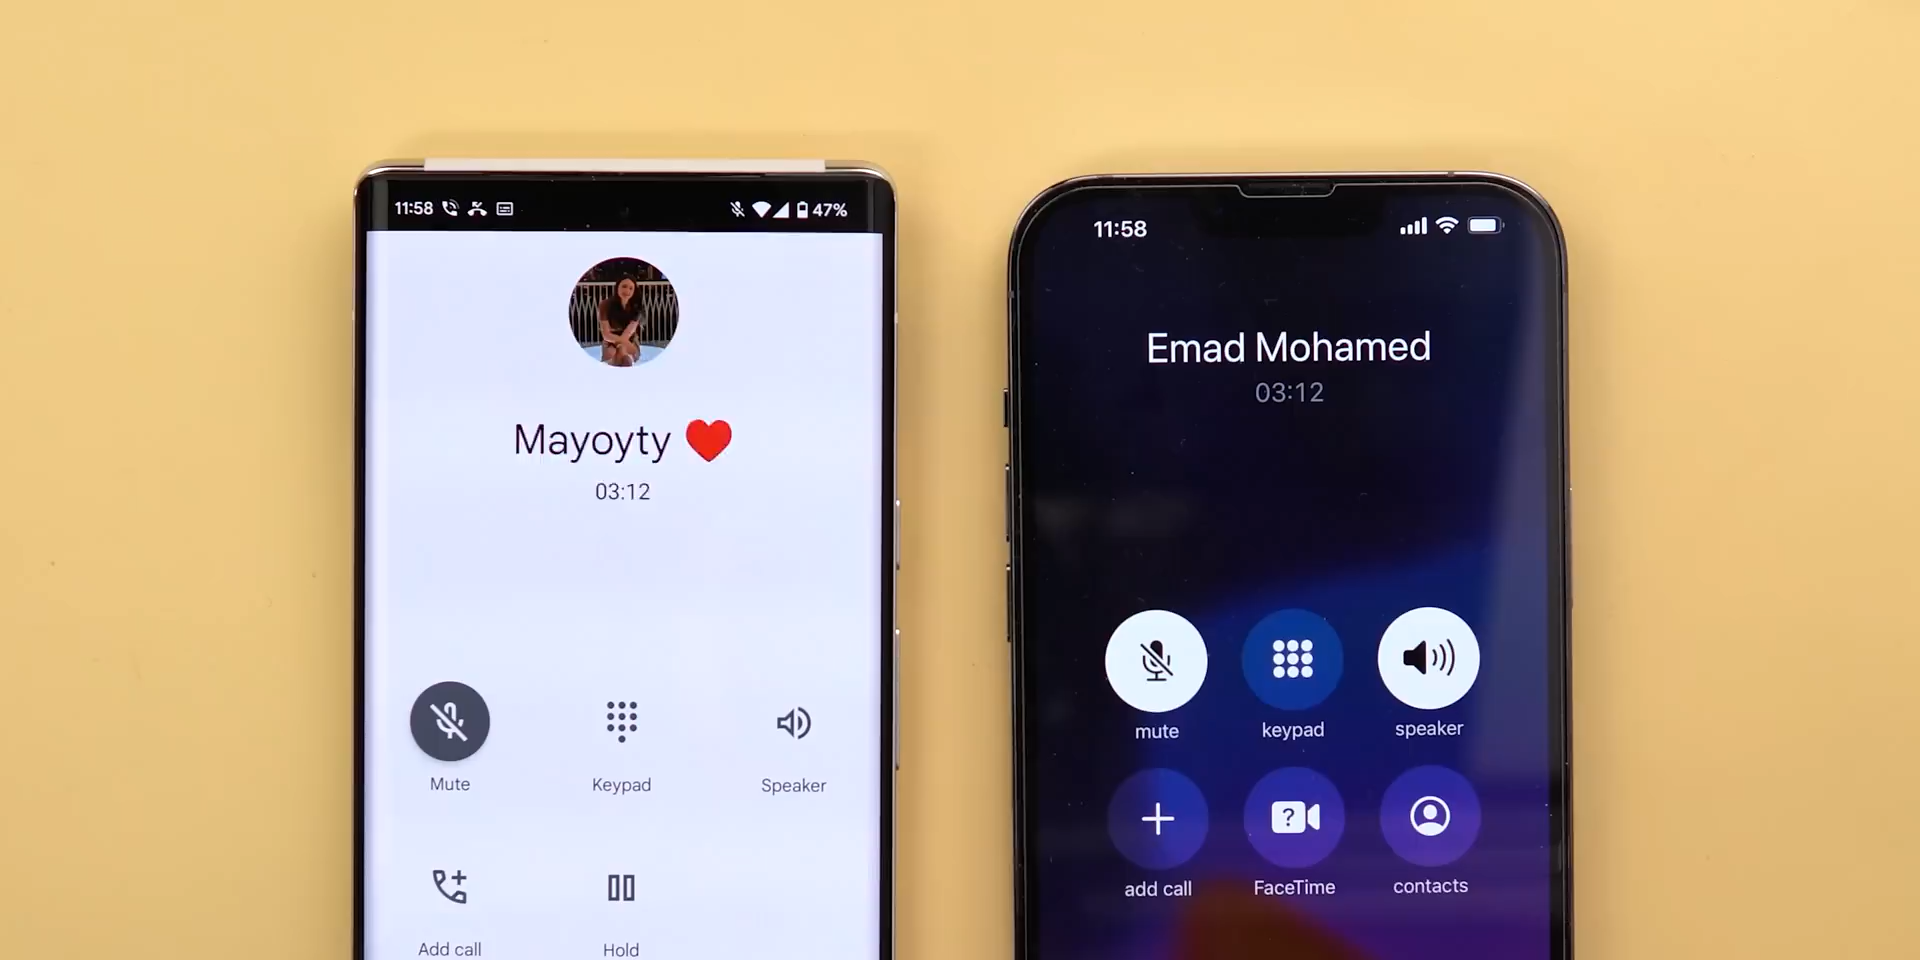 11:58
47%
Mayoyty ❤️
03:12
Mute
Keypad
Speaker
Add call
Hold
11:58
Emad Mohamed
03:12
mute
keypad
speaker
add call
FaceTime
contacts